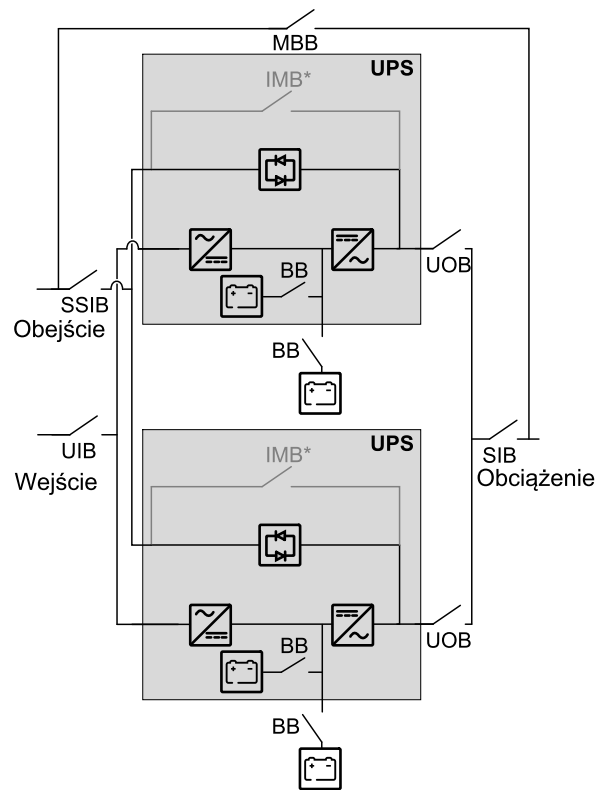 MBB
UPS
IMB*
BB
UOB
SSIB
Obejście
BB
UIB
Wejście
SIB
Obciążenie
UPS
IMB*
BB
UOB
BB